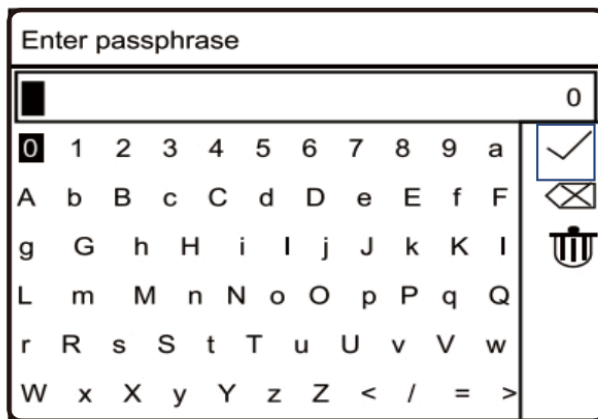 Enter passphrase
0
0 1 2 3 4 5 6 7 8 9 a
A b B c C d D e E f F
g G h H i I j J k K l
L m M n N o O p P q Q
r R s S t T u U v V w
W x X y Y z Z < / = >